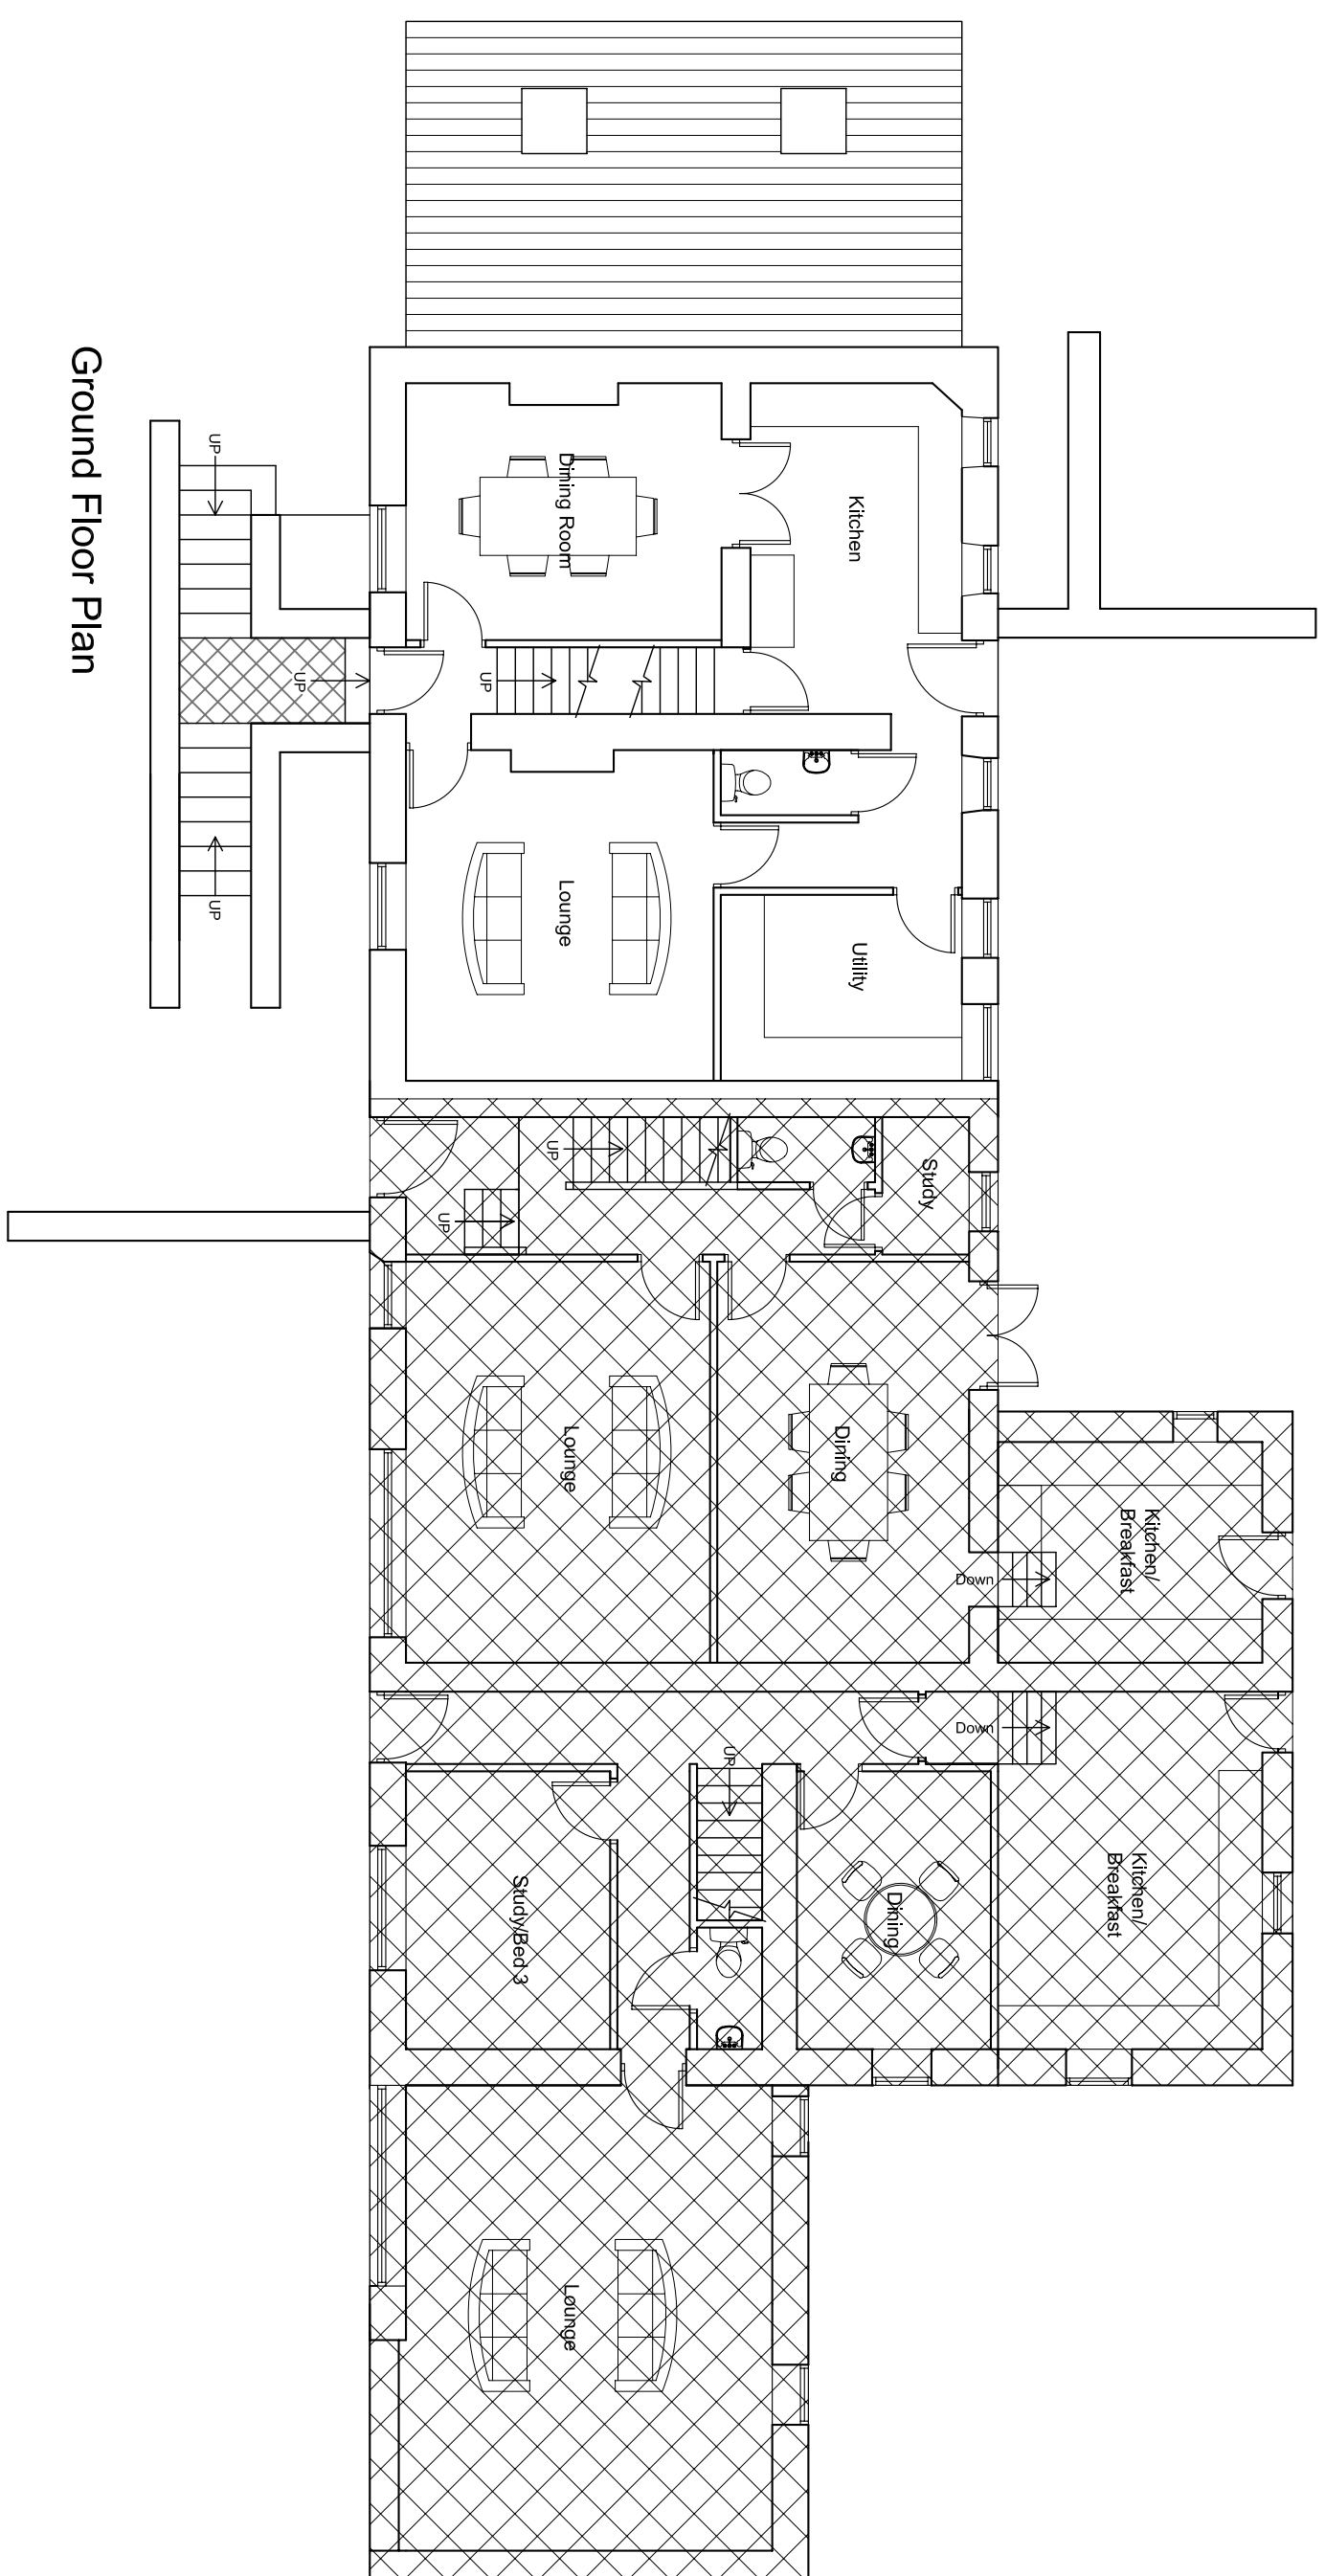 Ground Floor Plan
Kitchen
Dining Room
UP
UP
UP
UP
Lounge
Utility
Study
UP
UP
Lounge
Dining
Kitchen/
Breakfast
Down
Down
UP
Kitchen/
Breakfast
Dining
Study/Bed 3
Lounge